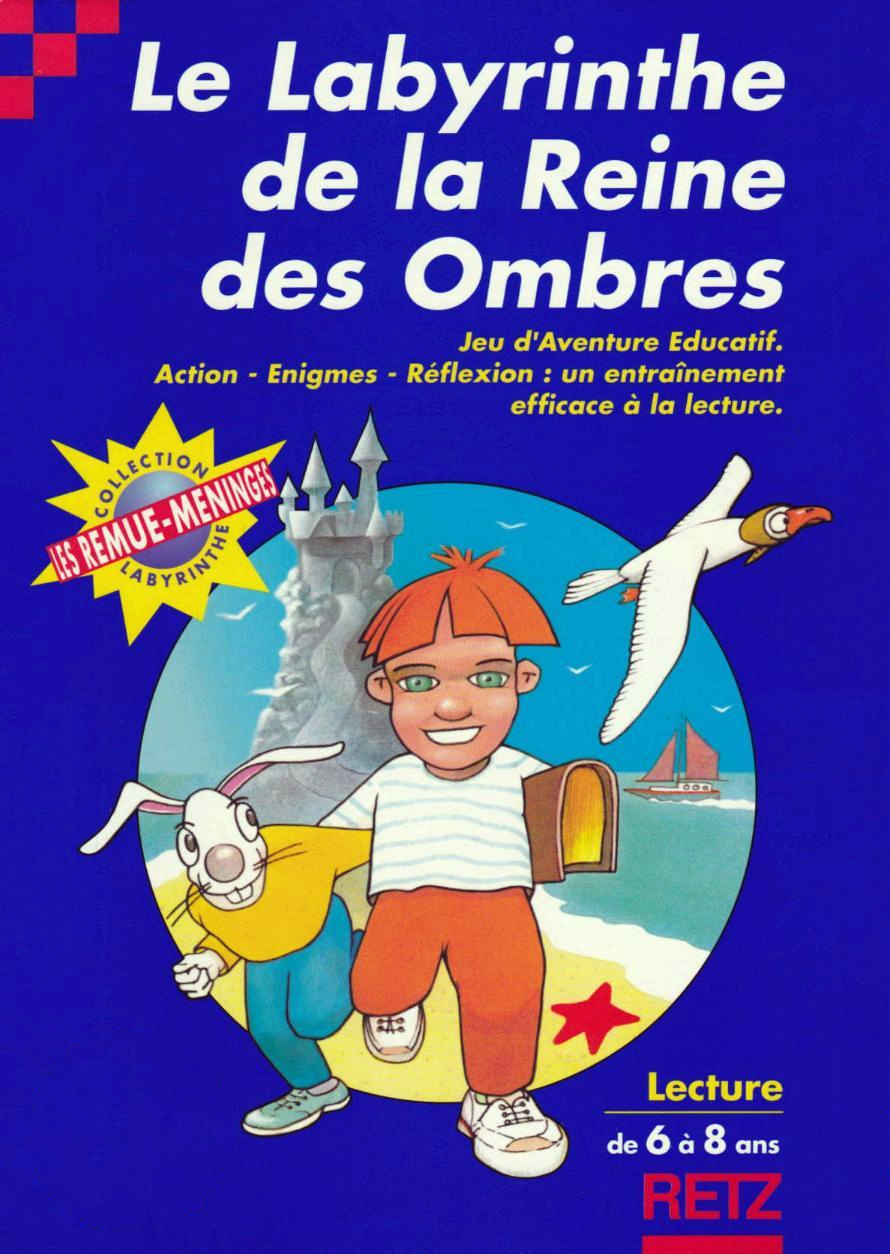 Le Labyrinthe
de la Reine
des Ombres
Jeu d'Aventure Educatif.
Action - Enigmes - Réflexion : un entraînement
efficace à la lecture.
COLLECTION
LES REMUE-MENINGES
LABYRINTHE
Lecture
de 6 à 8 ans
RETZ